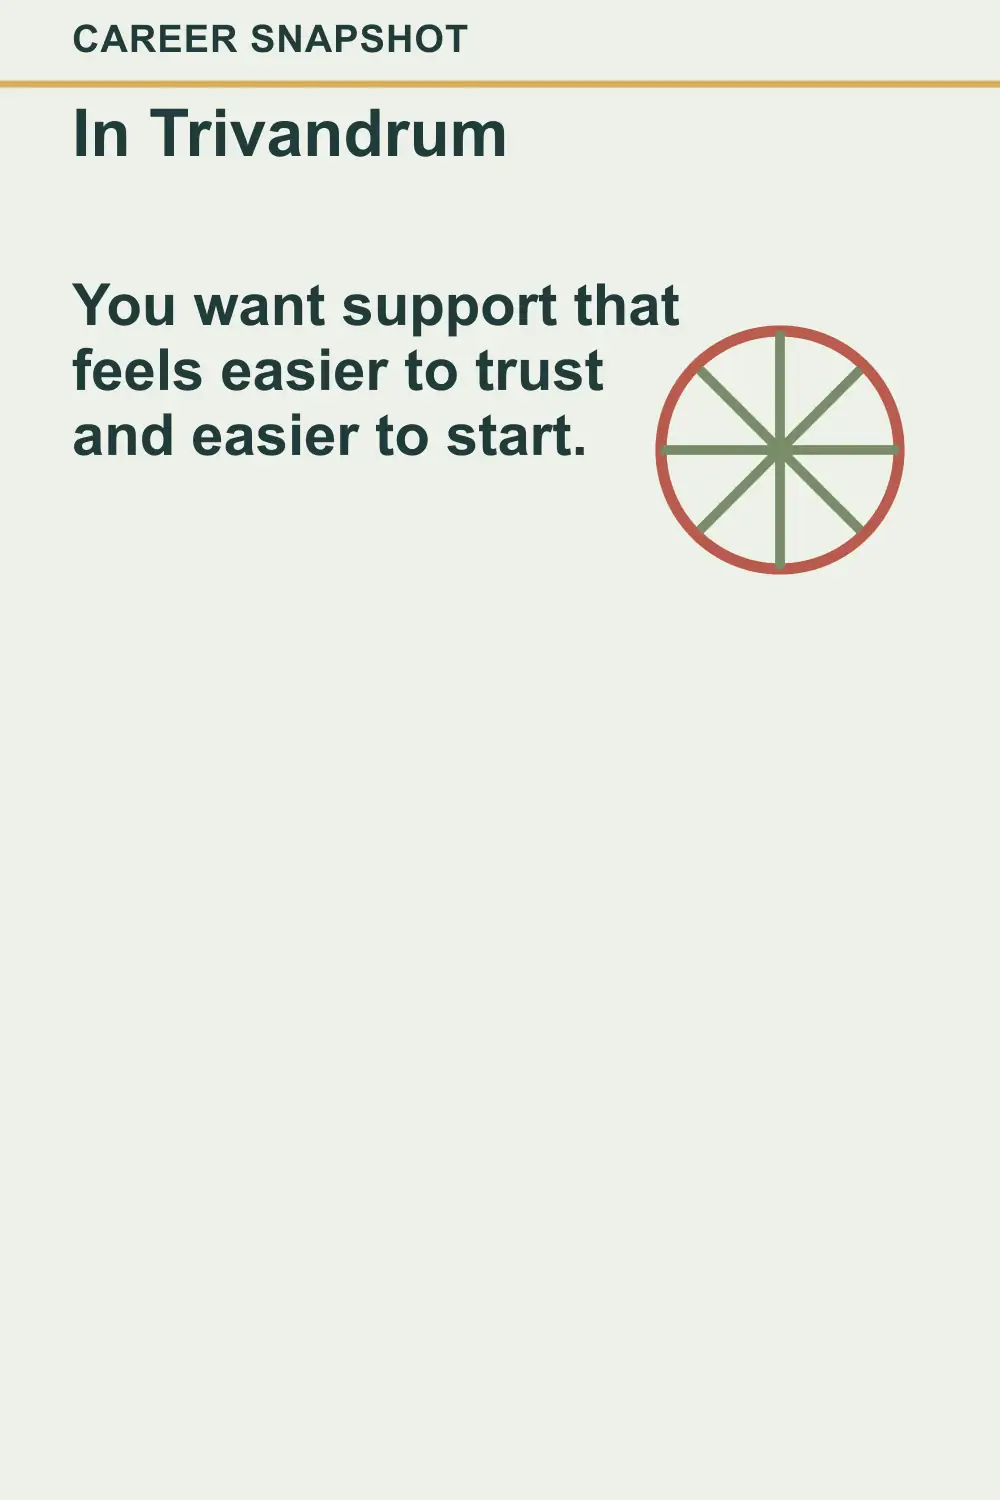 CAREER SNAPSHOT
In Trivandrum
You want support that
feels easier to trust
and easier to start.